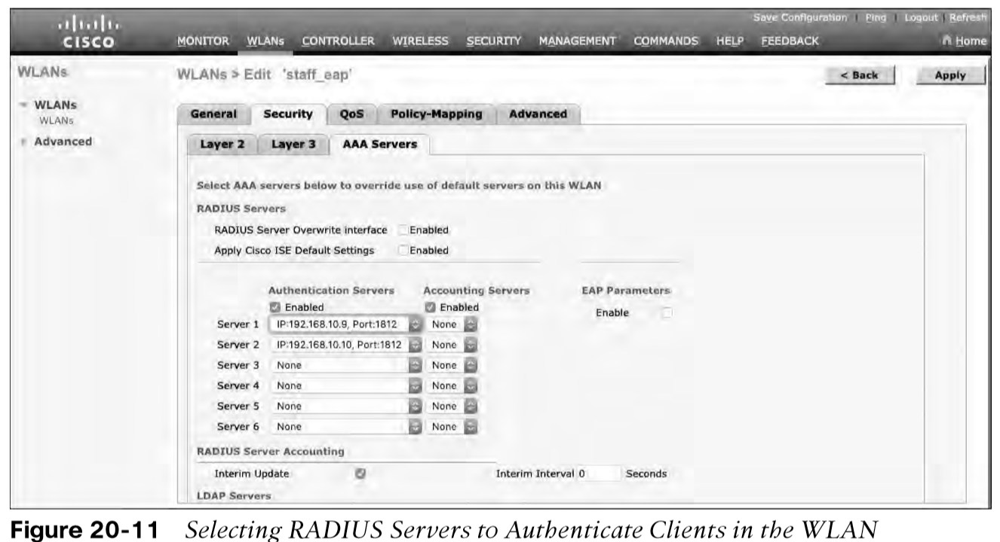 Save Configuration | Ping | Logout | Refresh
CISCO MONITOR WLANs CONTROLLER WIRELESS SECURITY MANAGEMENT COMMANDS HELP FEEDBACK Home
WLANs WLANs > Edit 'staff_eap' < Back Apply
WLANs
WLANs
Advanced
General Security QoS Policy-Mapping Advanced
Layer 2 Layer 3 AAA Servers
Select AAA servers below to override use of default servers on this WLAN
RADIUS Servers
RADIUS Server Overwrite interface Enabled
Apply Cisco ISE Default Settings Enabled
Authentication Servers Accounting Servers EAP Parameters
Enabled Enabled Enable
Server 1 IP:192.168.10.9, Port:1812 None
Server 2 IP:192.168.10.10, Port:1812 None
Server 3 None None
Server 4 None None
Server 5 None None
Server 6 None None
RADIUS Server Accounting
Interim Update Interim Interval 0 Seconds
LDAP Servers
Figure 20-11 Selecting RADIUS Servers to Authenticate Clients in the WLAN